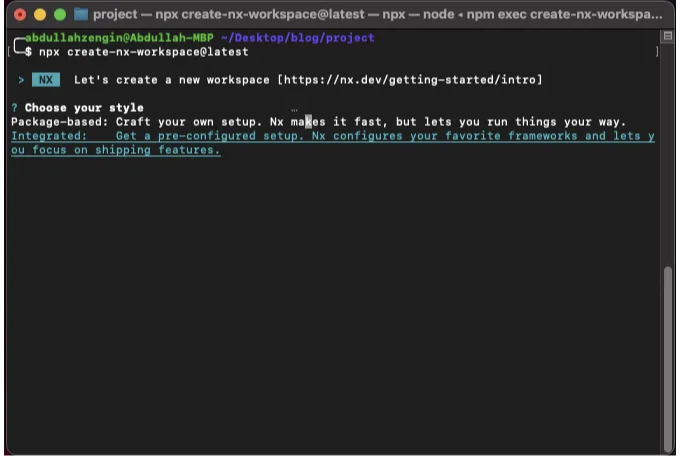 project — npx create-nx-workspace@latest — npx — node ◂ npm exec create-nx-workspa...
abdullahzengin@Abdullah-MBP ~/Desktop/blog/project
$ npx create-nx-workspace@latest
> NX Let's create a new workspace [https://nx.dev/getting-started/intro]
? Choose your style …
Package-based: Craft your own setup. Nx makes it fast, but lets you run things your way.
Integrated: Get a pre-configured setup. Nx configures your favorite frameworks and lets y
ou focus on shipping features.